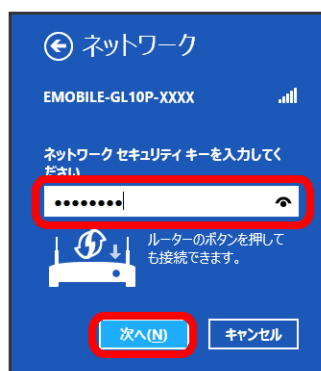 ネットワーク
EMOBILE-GL10P-XXXX
ネットワーク セキュリティ キーを入力してく
ださい
••••••••
ルーターのボタンを押して
も接続できます。
次へ(N)
キャンセル